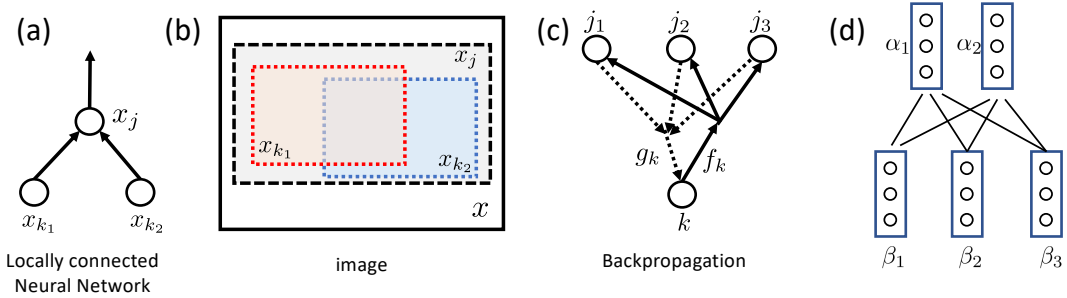 (a)
x_j
x_{k_1}
x_{k_2}
Locally connected
Neural Network
(b)
x_j
x_{k_1}
x_{k_2}
x
image
(c)
j_1
j_2
j_3
g_k
f_k
k
Backpropagation
(d)
α_1
α_2
β_1
β_2
β_3